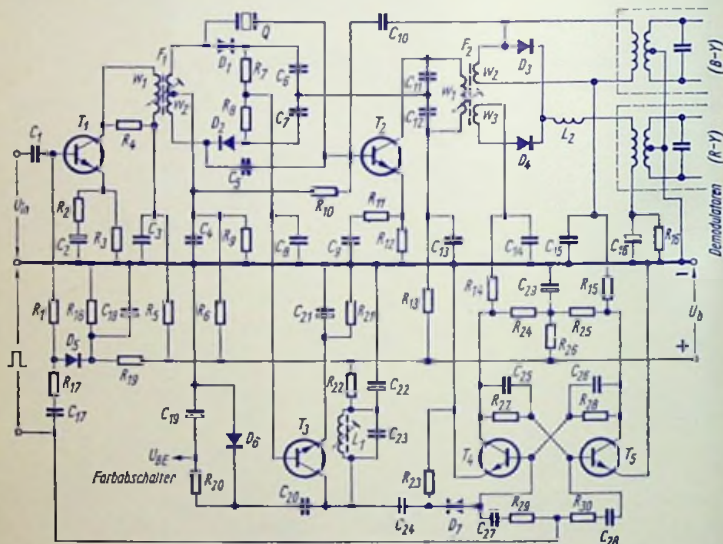 Q
C10
F1
F2
W1
W2
D1
R7
C6
W2
D3
(B-Y)
C11
W1
C1
T1
R4
R8
C7
T2
C12
W3
D2
C5
L2
D4
(R-Y)
Demodulatoren
Uin
R2
R10
R11
C2
R3
C3
C4
R9
C8
C9
R12
C13
C14
C15
C16
R16
−
R1
R16
C18
R5
R6
C21
R21
R13
R14
C29
R15
Ub
R24
R25
R26
+
D5
R19
R17
R22
C22
C25
C26
C17
C19
D6
T3
L1
C23
R27
R28
UBE
R23
T4
T5
Farbabschalter
R20
C20
C24
D7
C27
R29
R30
C28